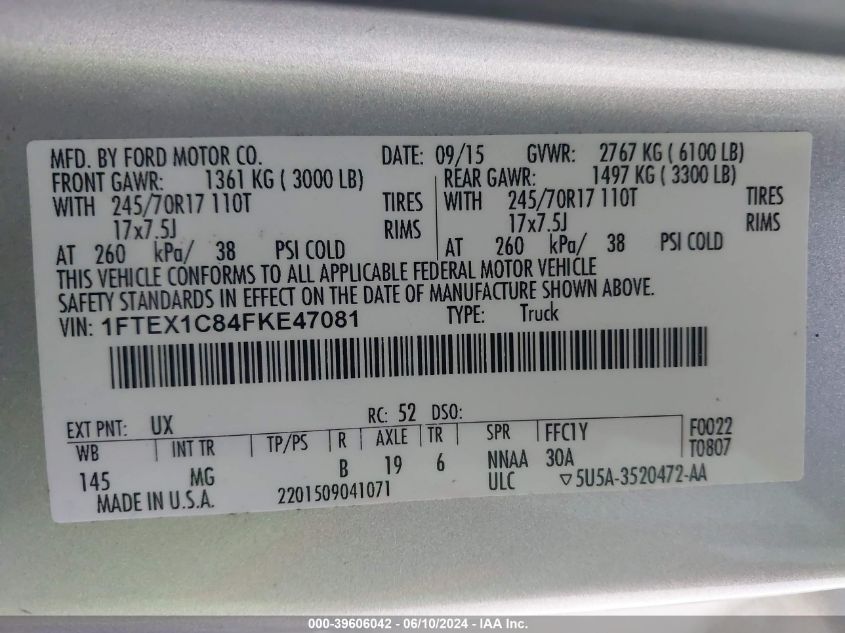 MFD. BY FORD MOTOR CO. DATE: 09/15 GVWR: 2767 KG ( 6100 LB)
FRONT GAWR: 1361 KG ( 3000 LB) REAR GAWR: 1497 KG ( 3300 LB)
WITH 245/70R17 110T TIRES WITH 245/70R17 110T TIRES
17x7.5J RIMS 17x7.5J RIMS
AT 260 kPa/ 38 PSI COLD AT 260 kPa/ 38 PSI COLD
THIS VEHICLE CONFORMS TO ALL APPLICABLE FEDERAL MOTOR VEHICLE
SAFETY STANDARDS IN EFFECT ON THE DATE OF MANUFACTURE SHOWN ABOVE.
VIN: 1FTEX1C84FKE47081 TYPE: Truck
EXT PNT: UX RC: 52 DSO:
WB INT TR TP/PS R AXLE TR SPR FFC1Y F0022
T0807
145 MG B 19 6 NNAA 30A
ULC ▽5U5A-3520472-AA
MADE IN U.S.A. 2201509041071
000-39606042 - 06/10/2024 - IAA Inc.